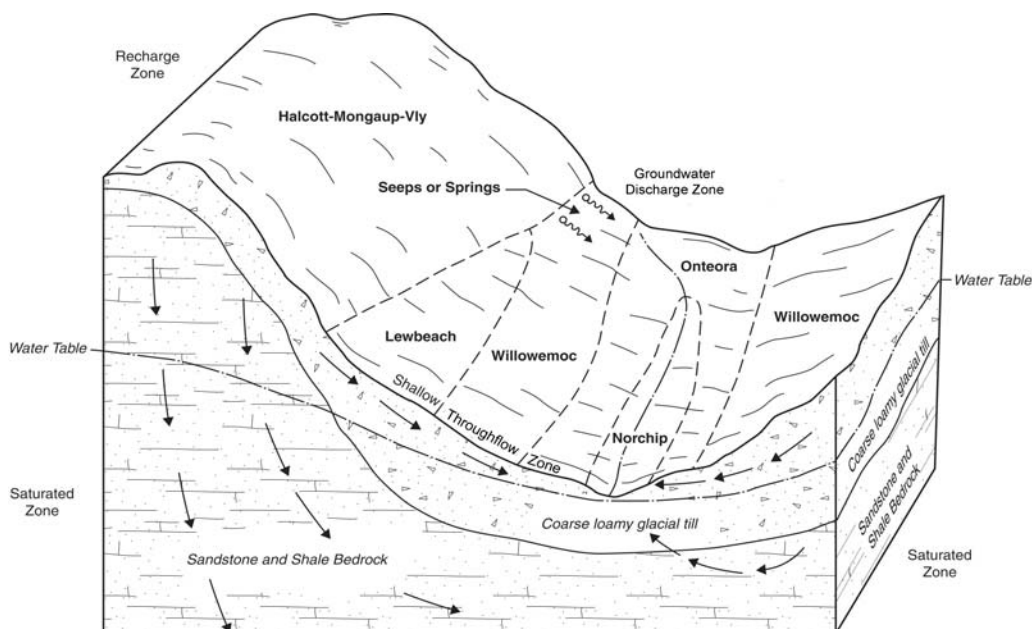 Recharge
Zone
Halcott-Mongaup-Vly
Seeps or Springs
Groundwater
Discharge Zone
Onteora
Water Table
Willowemoc
Lewbeach
Willowemoc
Water Table
Shallow
Throughflow
Zone
Norchip
Coarse loamy glacial till
Saturated
Zone
Coarse loamy glacial till
Sandstone and
Shale Bedrock
Sandstone and Shale Bedrock
Saturated
Zone